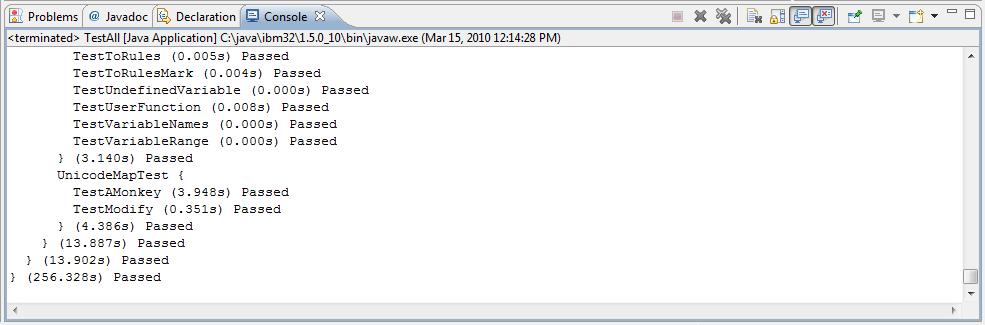 Problems @ Javadoc Declaration Console
<terminated> TestAll [Java Application] C:\java\ibm32\1.5.0_10\bin\javaw.exe (Mar 15, 2010 12:14:28 PM)
TestToRules (0.005s) Passed
TestToRulesMark (0.004s) Passed
TestUndefinedVariable (0.000s) Passed
TestUserFunction (0.008s) Passed
TestVariableNames (0.000s) Passed
TestVariableRange (0.000s) Passed
} (3.140s) Passed
UnicodeMapTest {
TestAMonkey (3.948s) Passed
TestModify (0.351s) Passed
} (4.386s) Passed
} (13.887s) Passed
} (13.902s) Passed
} (256.328s) Passed